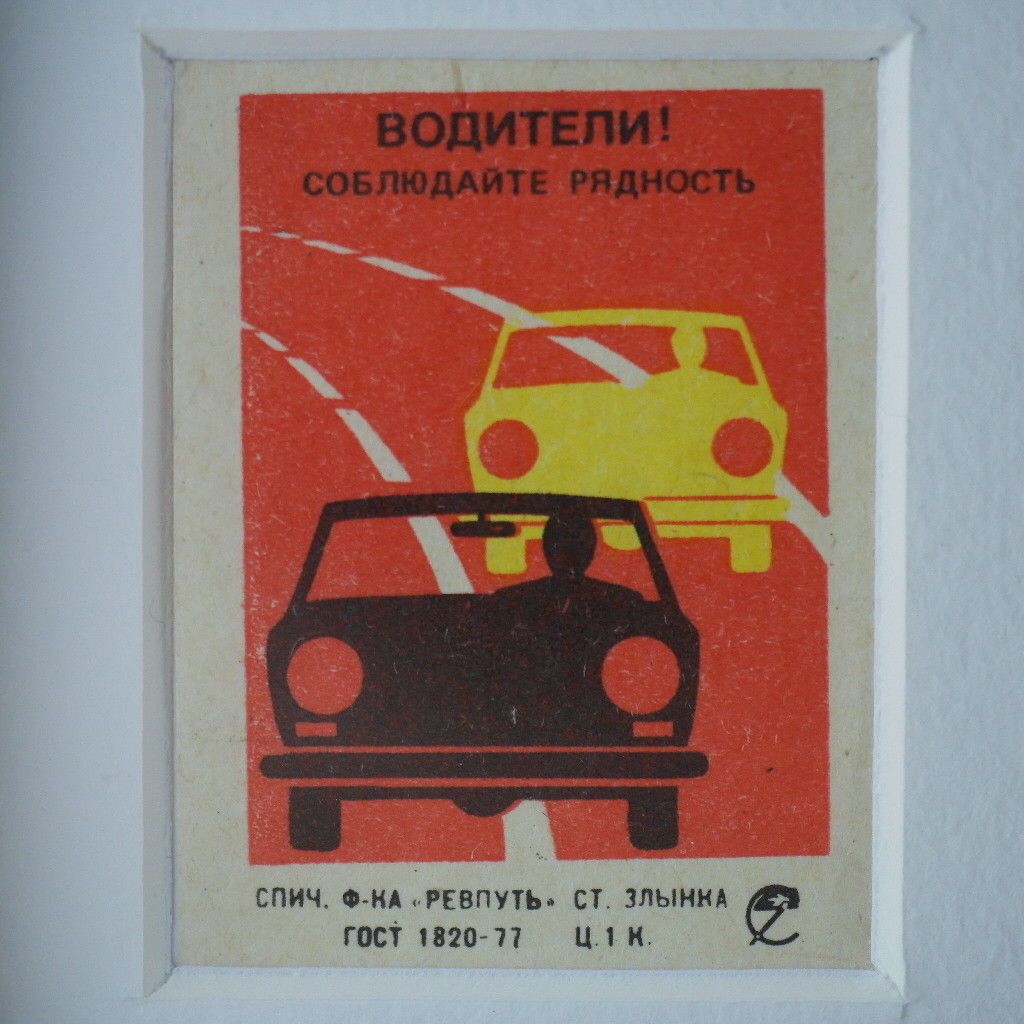 ВОДИТЕЛИ!
СОБЛЮДАЙТЕ РЯДНОСТЬ
СПИЧ. Ф-КА «РЕВПУТЬ» СТ. ЗЛЫНКА
ГОСТ 1820-77 Ц. 1 К.